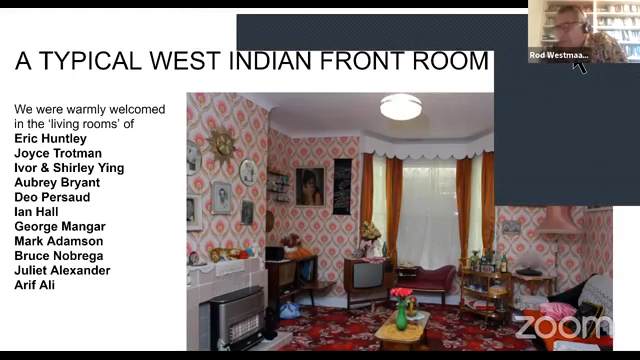 A TYPICAL WEST INDIAN FRONT ROOM
Rod Westmaa...
We were warmly welcomed
in the ‘living rooms’ of
Eric Huntley
Joyce Trotman
Ivor & Shirley Ying
Aubrey Bryant
Deo Persaud
Ian Hall
George Mangar
Mark Adamson
Bruce Nobrega
Juliet Alexander
Arif Ali
zoom